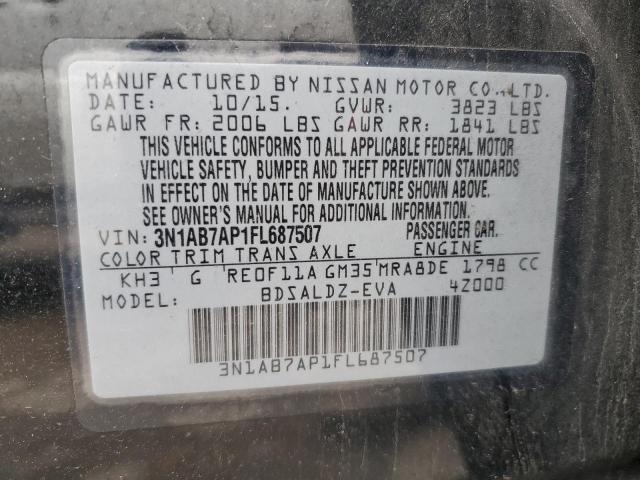 MANUFACTURED BY NISSAN MOTOR CO.,LTD.
DATE: 10/15. GVWR: 3823 LBS
GAWR FR: 2006 LBS GAWR RR: 1841 LBS
THIS VEHICLE CONFORMS TO ALL APPLICABLE FEDERAL MOTOR
VEHICLE SAFETY, BUMPER AND THEFT PREVENTION STANDARDS
IN EFFECT ON THE DATE OF MANUFACTURE SHOWN ABOVE.
SEE OWNER'S MANUAL FOR ADDITIONAL INFORMATION.
VIN: 3N1AB7AP1FL687507 PASSENGER CAR.
COLOR TRIM TRANS AXLE ENGINE
KH3 G RE0F11A GM35 MRA8DE 1798 CC
MODEL: BDSALDZ-EVA 4Z000
3N1AB7AP1FL687507